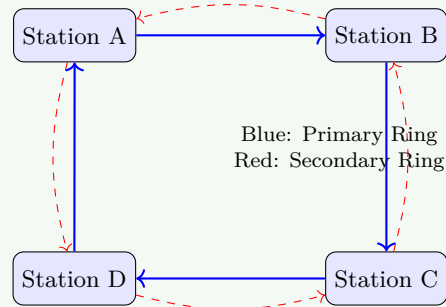 Station A
Station B
Blue: Primary Ring
Red: Secondary Ring
Station D
Station C